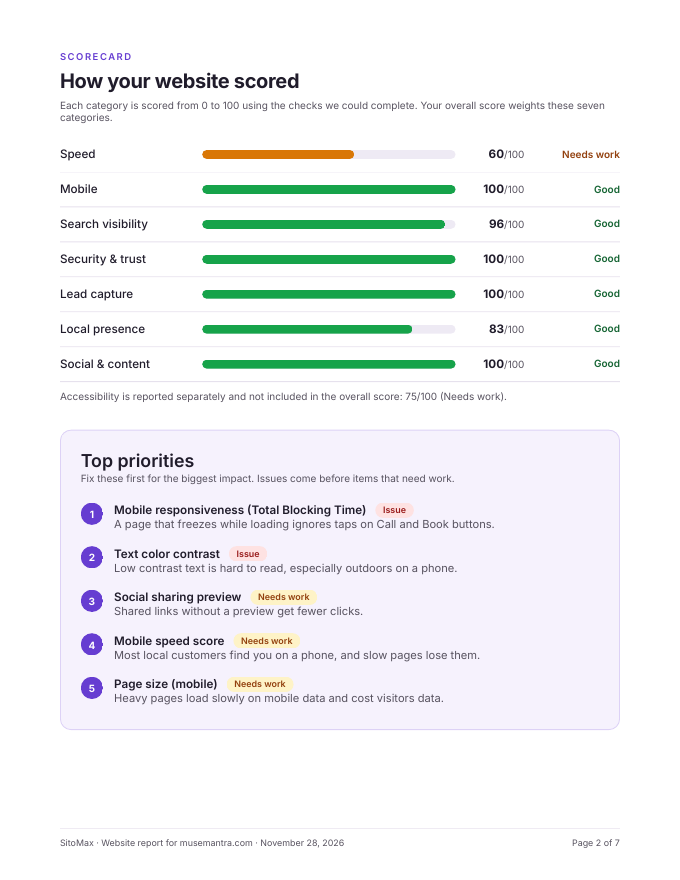 SCORECARD
How your website scored
Each category is scored from 0 to 100 using the checks we could complete. Your overall score weights these seven
categories.
Speed 60/100 Needs work
Mobile 100/100 Good
Search visibility 96/100 Good
Security & trust 100/100 Good
Lead capture 100/100 Good
Local presence 83/100 Good
Social & content 100/100 Good
Accessibility is reported separately and not included in the overall score: 75/100 (Needs work).
Top priorities
Fix these first for the biggest impact. Issues come before items that need work.
1 Mobile responsiveness (Total Blocking Time) Issue
A page that freezes while loading ignores taps on Call and Book buttons.
2 Text color contrast Issue
Low contrast text is hard to read, especially outdoors on a phone.
3 Social sharing preview Needs work
Shared links without a preview get fewer clicks.
4 Mobile speed score Needs work
Most local customers find you on a phone, and slow pages lose them.
5 Page size (mobile) Needs work
Heavy pages load slowly on mobile data and cost visitors data.
SitoMax · Website report for musemantra.com · November 28, 2026 Page 2 of 7